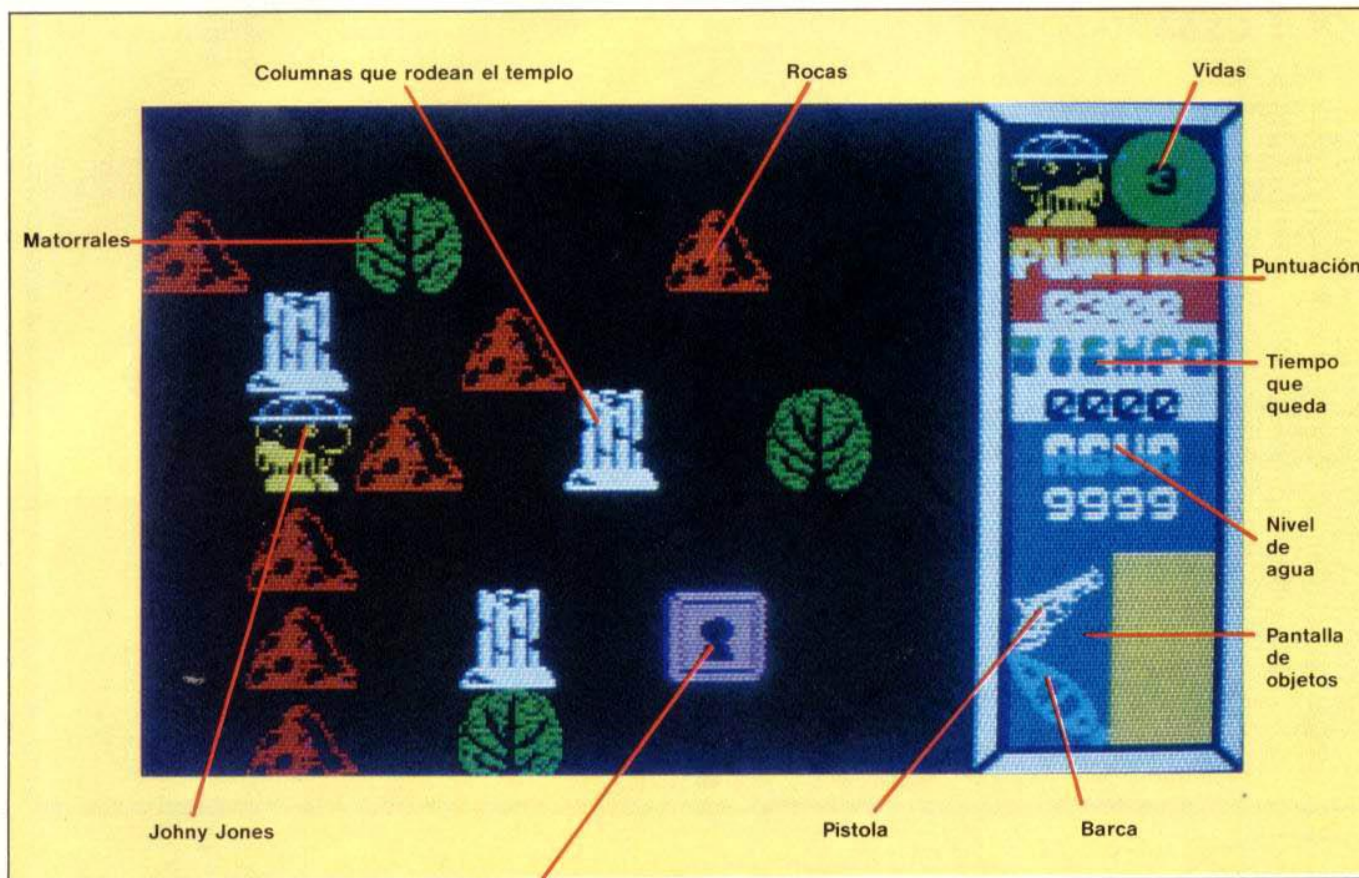 Columnas que rodean el templo
Rocas
Vidas
3
Matorrales
PUNTOS
Puntuación
TIEMPO
Tiempo
que
queda
AGUA
9999
Nivel
de
agua
Pantalla
de
objetos
Johny Jones
Pistola
Barca